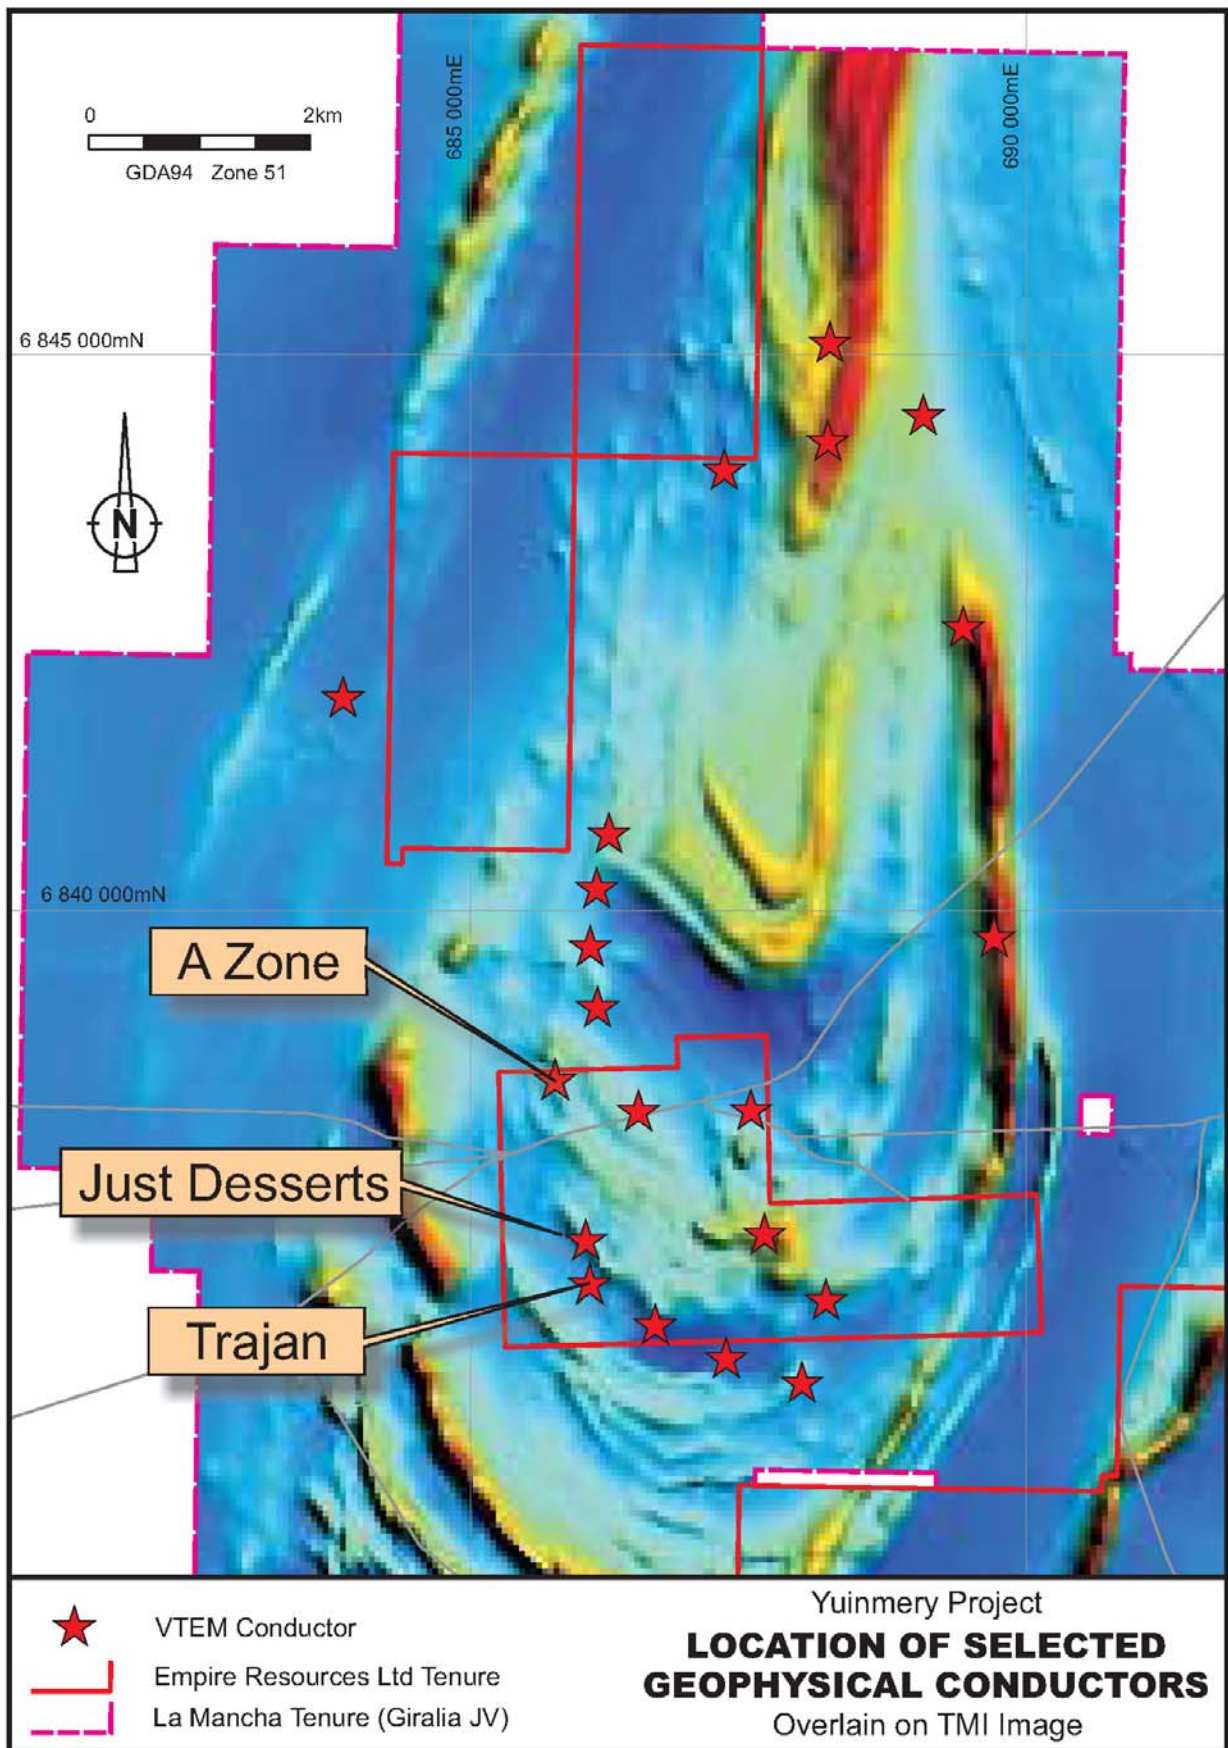 0 2km
GDA94 Zone 51
685 000mE
690 000mE
6 845 000mN
N
6 840 000mN
A Zone
Just Desserts
Trajan
VTEM Conductor
Empire Resources Ltd Tenure
La Mancha Tenure (Giralia JV)
Yuinmery Project
LOCATION OF SELECTED
GEOPHYSICAL CONDUCTORS
Overlain on TMI Image